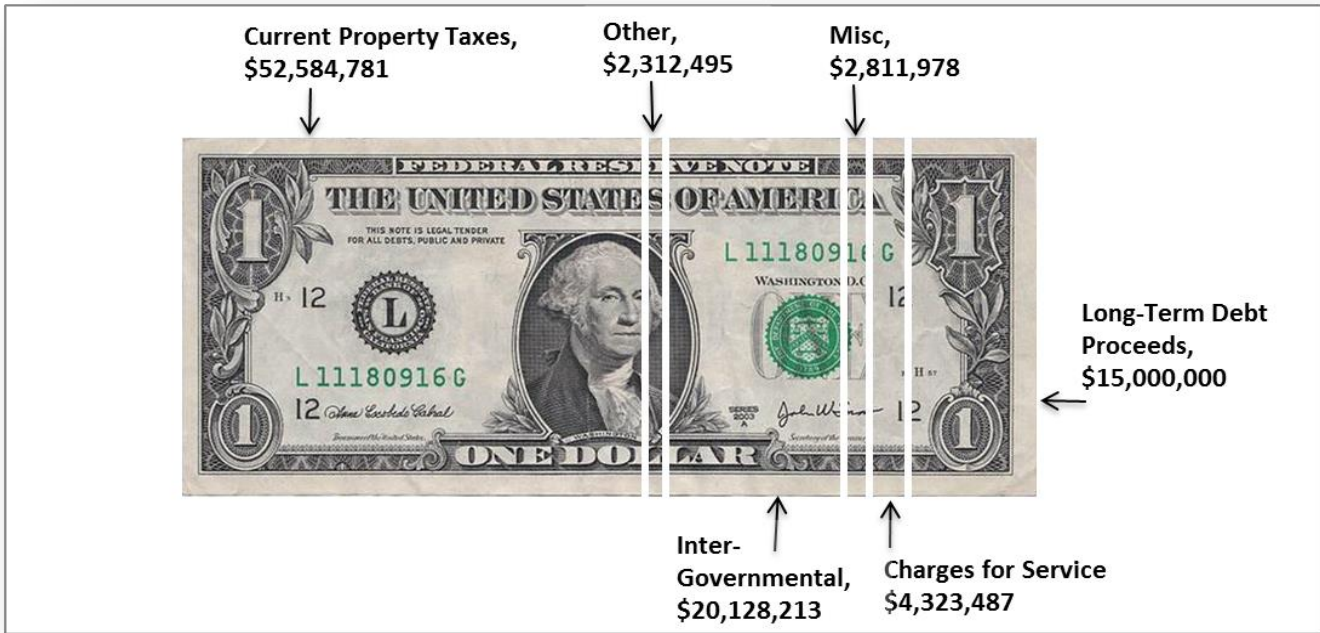 Current Property Taxes,
$52,584,781
Other,
$2,312,495
Misc,
$2,811,978
FEDERAL RESERVE NOTE
THE UNITED STATES OF AMERICA
THIS NOTE IS LEGAL TENDER
FOR ALL DEBTS, PUBLIC AND PRIVATE
L 11180916 G
WASHINGTON, D.C.
1
1
12
12
L
L 11180916 G
12
12
SERIES
2003
A
WASHINGTON
1
1
ONE DOLLAR
Long-Term Debt
Proceeds,
$15,000,000
Inter-
Governmental,
$20,128,213
Charges for Service
$4,323,487